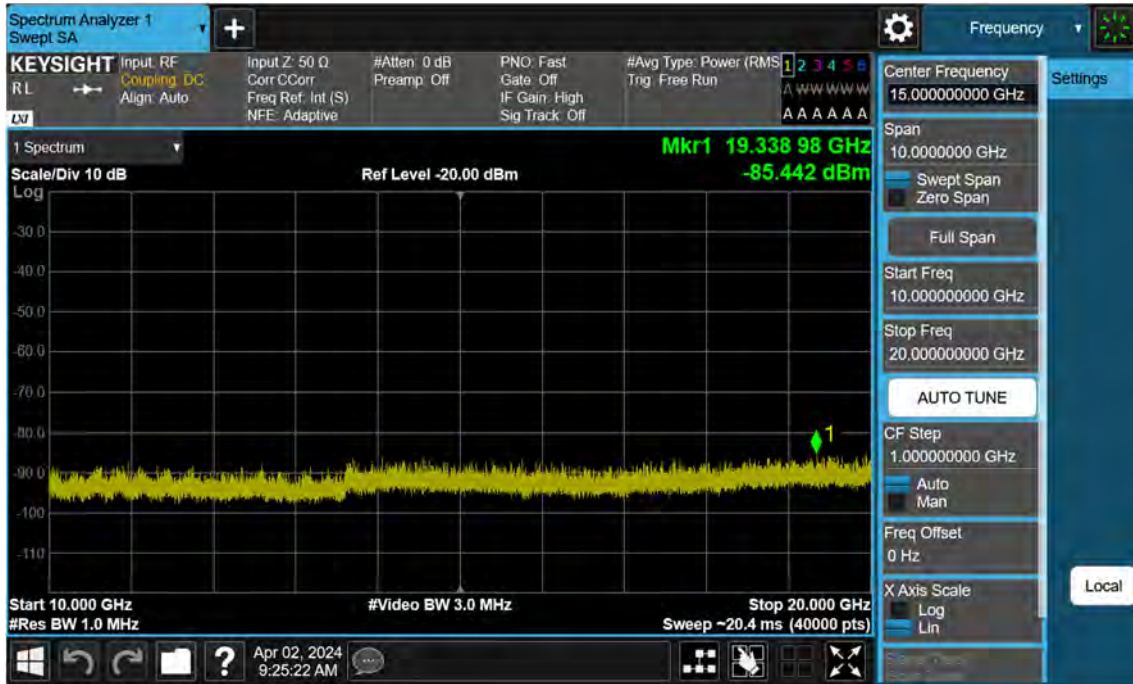 Spectrum Analyzer 1
Swept SA
Frequency
KEYSIGHT
RL
LXI
Input: RF
Coupling: DC
Align: Auto
Input Z: 50 Ω
Corr CCorr
Freq Ref: Int (S)
NFE: Adaptive
#Atten: 0 dB
Preamp: Off
PNO: Fast
Gate: Off
IF Gain: High
Sig Track: Off
#Avg Type: Power (RMS
Trig: Free Run
1 2 3 4 5 6
A W W W W W
A A A A A A
1 Spectrum
Scale/Div 10 dB
Ref Level -20.00 dBm
Mkr1 19.338 98 GHz
-85.442 dBm
Log
-30.0
-40.0
-50.0
-60.0
-70.0
-80.0
-90.0
-100
-110
1
Start 10.000 GHz
#Res BW 1.0 MHz
#Video BW 3.0 MHz
Stop 20.000 GHz
Sweep ~20.4 ms (40000 pts)
Apr 02, 2024
9:25:22 AM
Center Frequency
15.000000000 GHz
Span
10.0000000 GHz
Swept Span
Zero Span
Full Span
Start Freq
10.000000000 GHz
Stop Freq
20.000000000 GHz
AUTO TUNE
CF Step
1.000000000 GHz
Auto
Man
Freq Offset
0 Hz
X Axis Scale
Log
Lin
Settings
Local